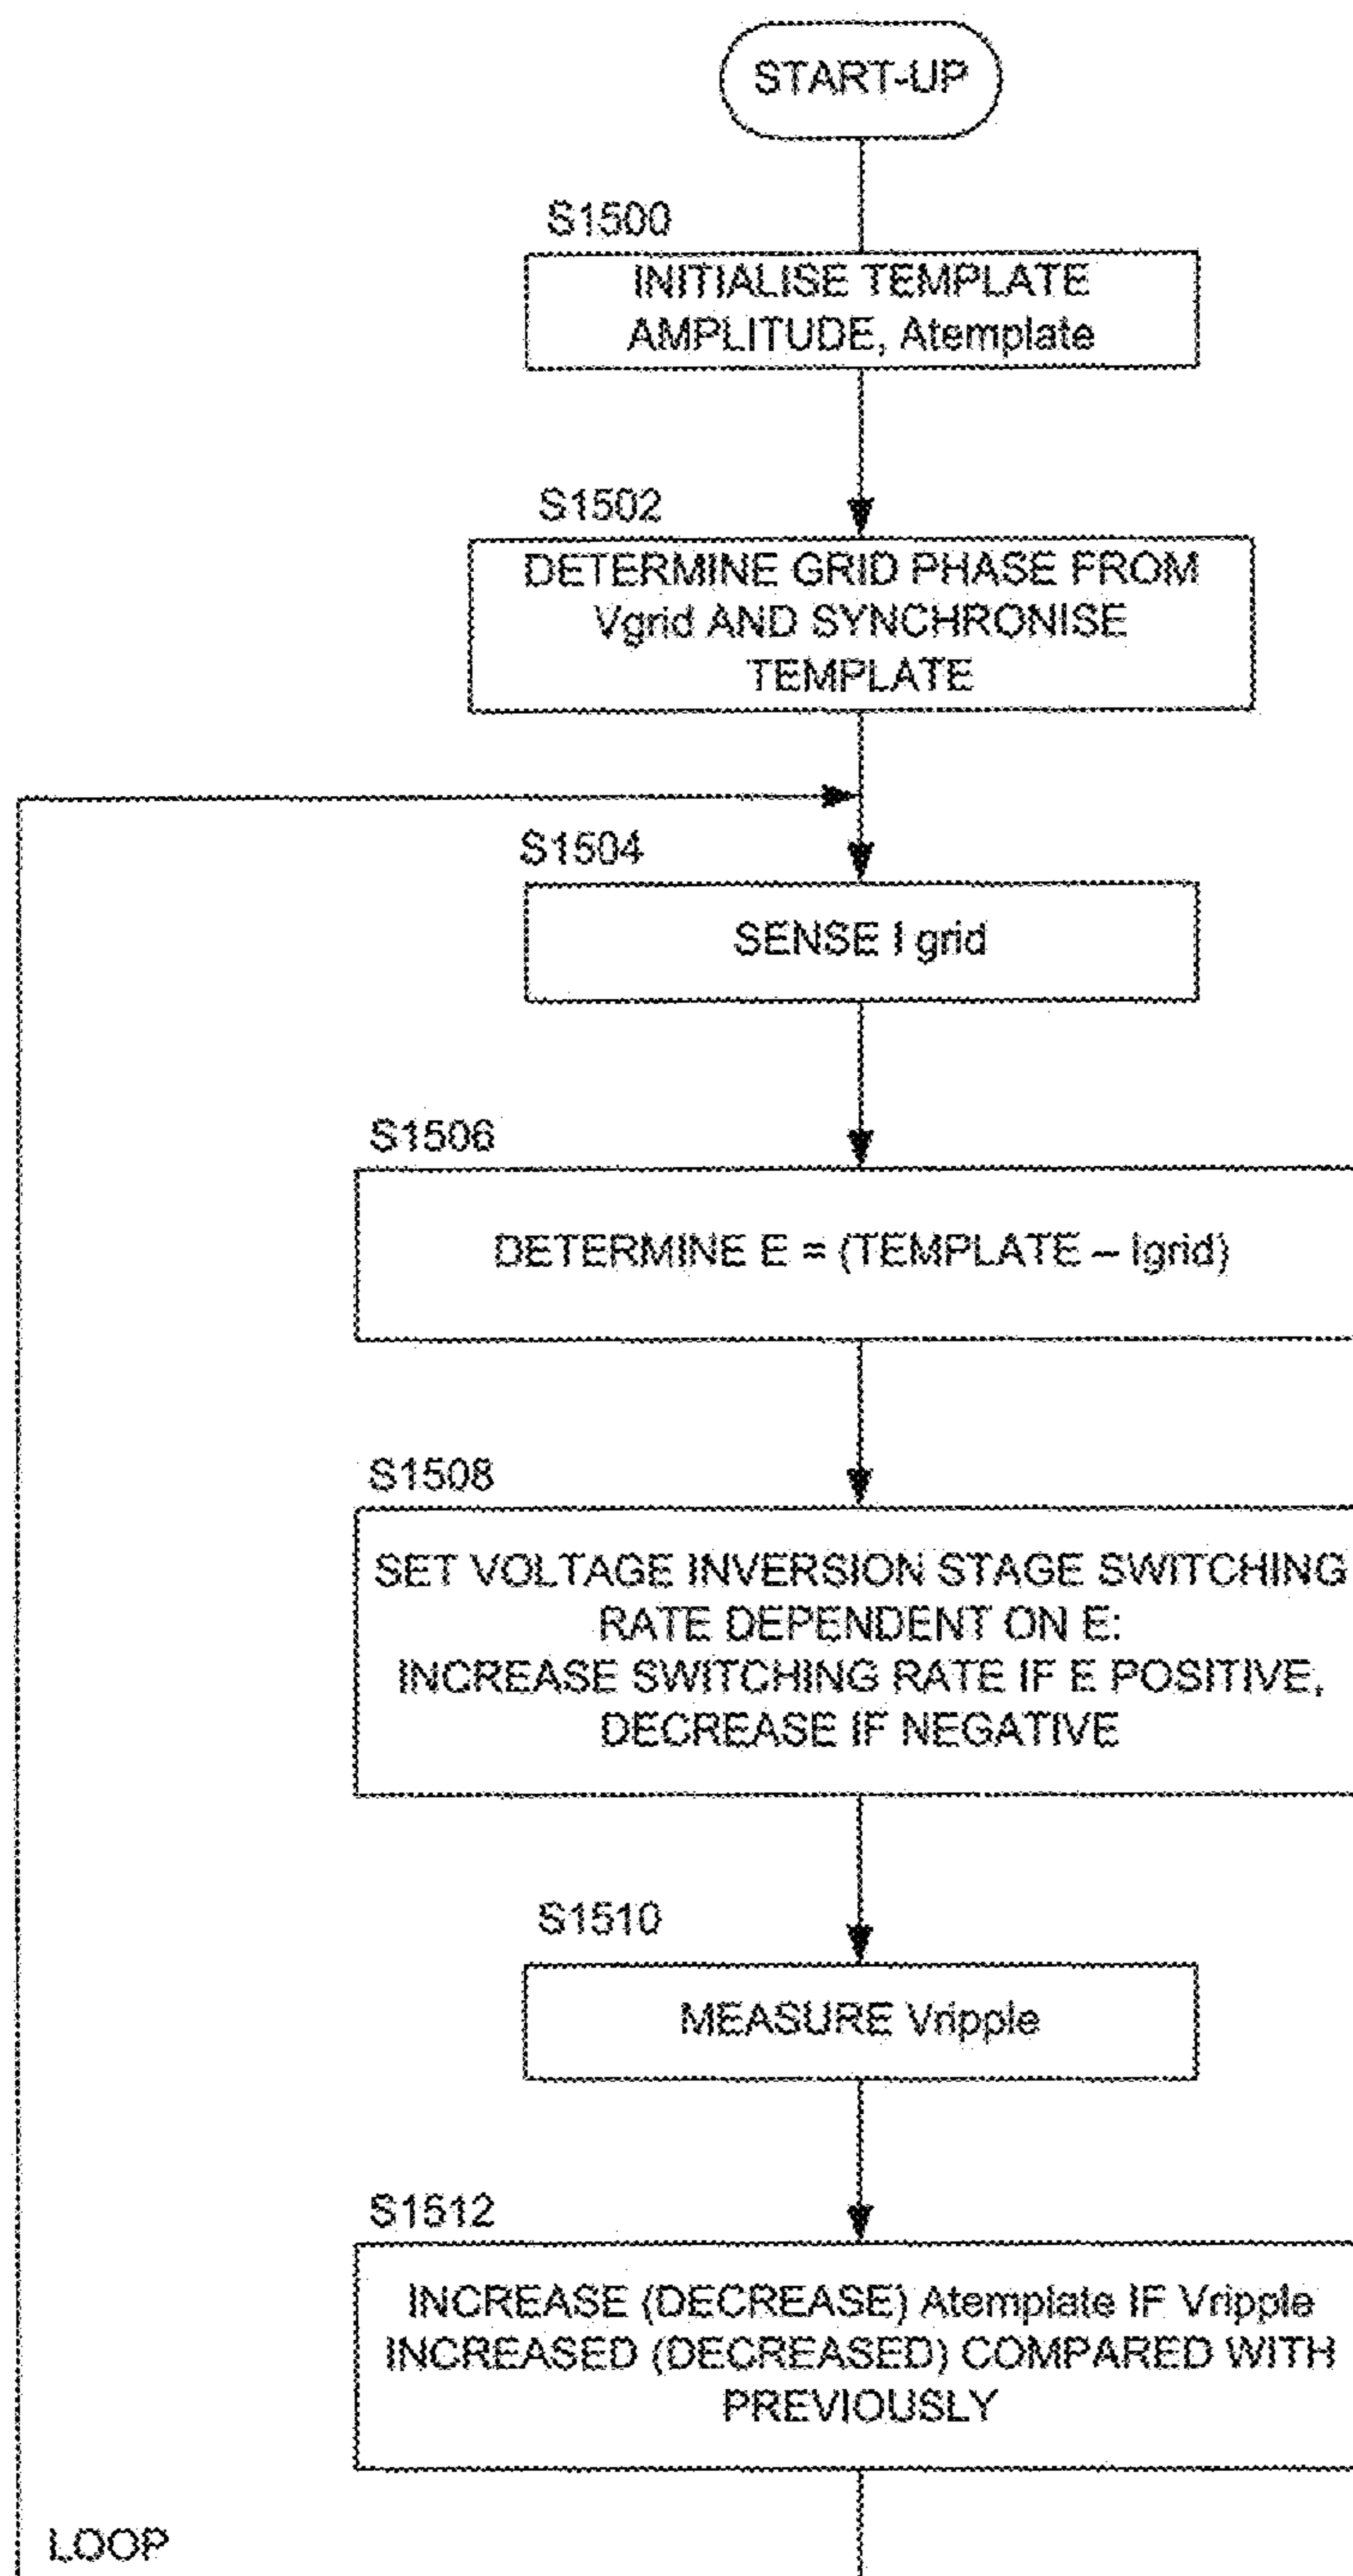 START-UP
S1500
INITIALISE TEMPLATE
AMPLITUDE, Atemplate
S1502
DETERMINE GRID PHASE FROM
Vgrid AND SYNCHRONISE
TEMPLATE
S1504
SENSE I grid
S1506
DETERMINE E = (TEMPLATE – Igrid)
S1508
SET VOLTAGE INVERSION STAGE SWITCHING
RATE DEPENDENT ON E:
INCREASE SWITCHING RATE IF E POSITIVE,
DECREASE IF NEGATIVE
S1510
MEASURE Vripple
S1512
INCREASE (DECREASE) Atemplate IF Vripple
INCREASED (DECREASED) COMPARED WITH
PREVIOUSLY
LOOP